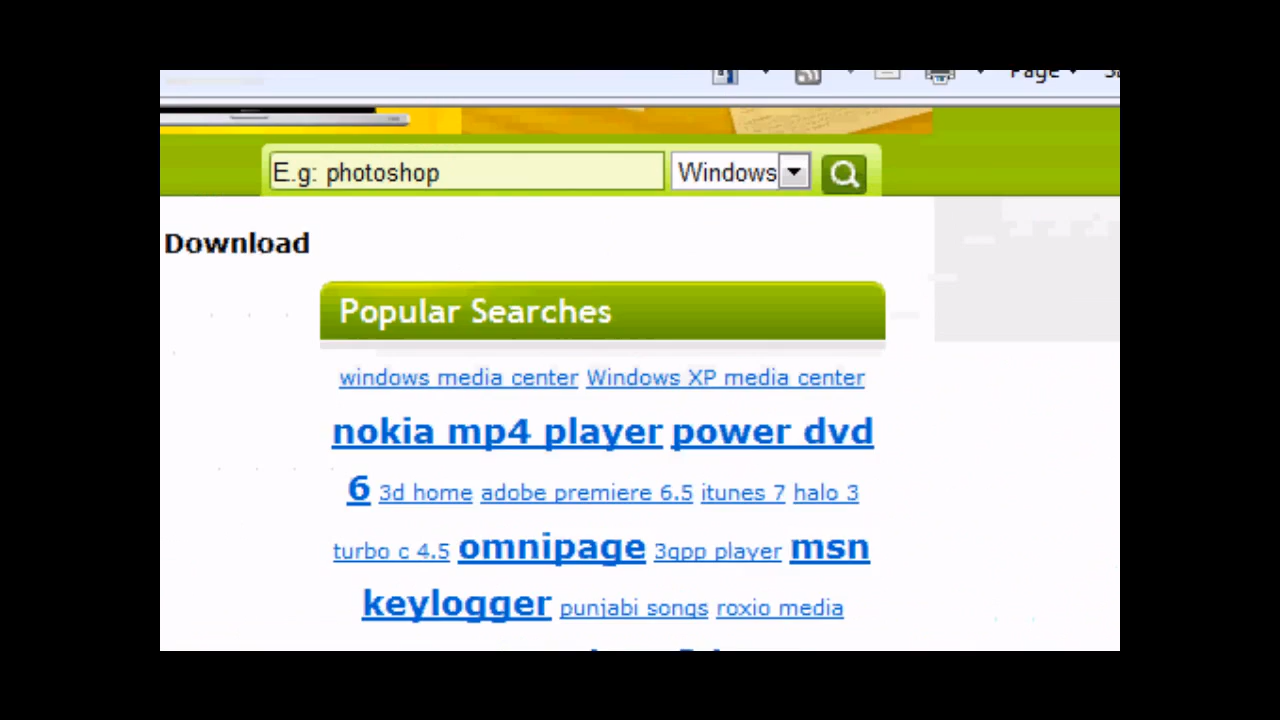 Page
E.g: photoshop Windows
Download
Popular Searches
windows media center Windows XP media center
nokia mp4 player power dvd
6 3d home adobe premiere 6.5 itunes 7 halo 3
turbo c 4.5 omnipage 3gpp player msn
keylogger punjabi songs roxio media